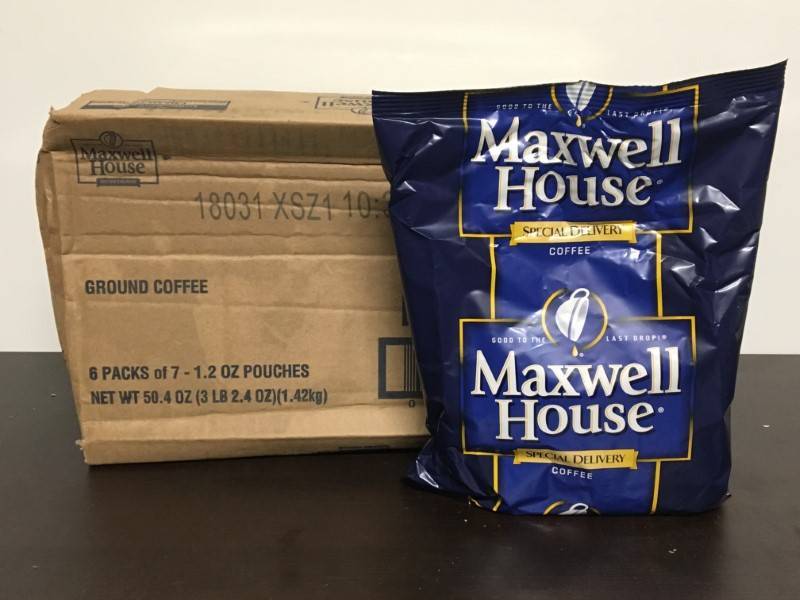 Maxwell
House
18031 XSZ1 10:
GROUND COFFEE
6 PACKS of 7 - 1.2 OZ POUCHES
NET WT 50.4 OZ (3 LB 2.4 OZ)(1.42kg)
0
GOOD TO THE LAST DROP!®
Maxwell
House®
SPECIAL DELIVERY
COFFEE
GOOD TO THE LAST DROP!®
Maxwell
House®
SPECIAL DELIVERY
COFFEE